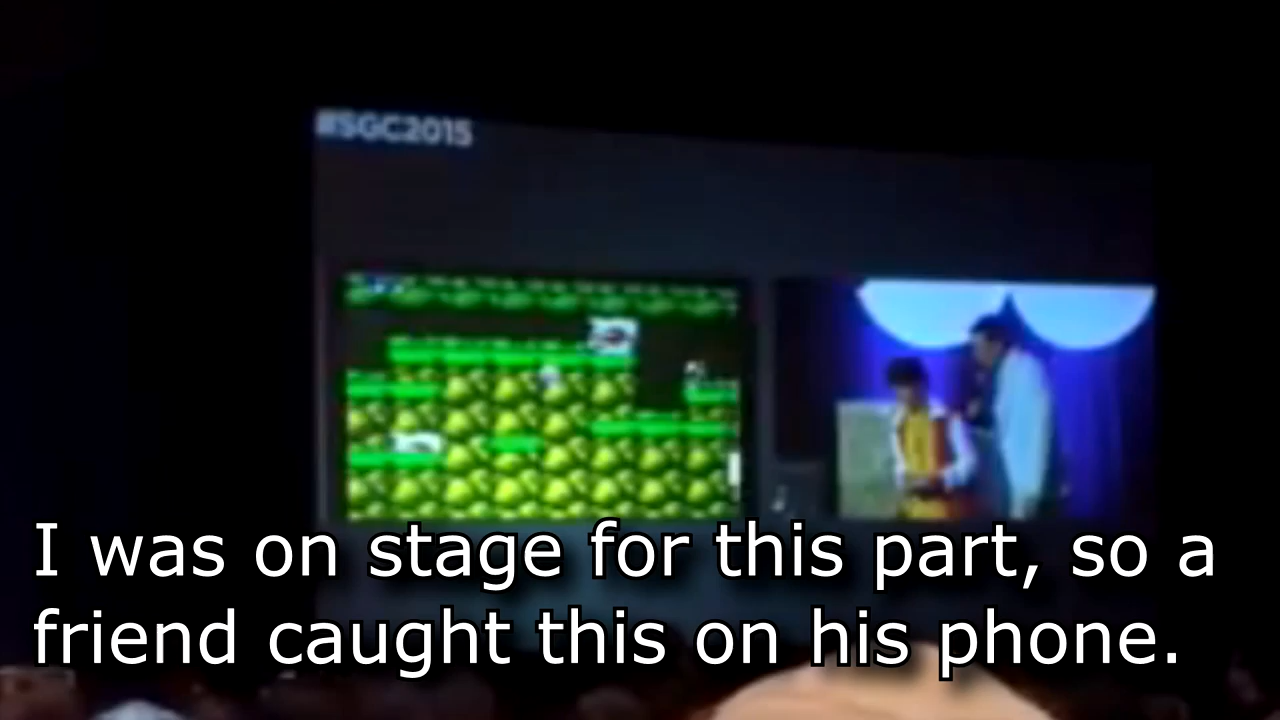 #SGC2015
I was on stage for this part, so a
friend caught this on his phone.